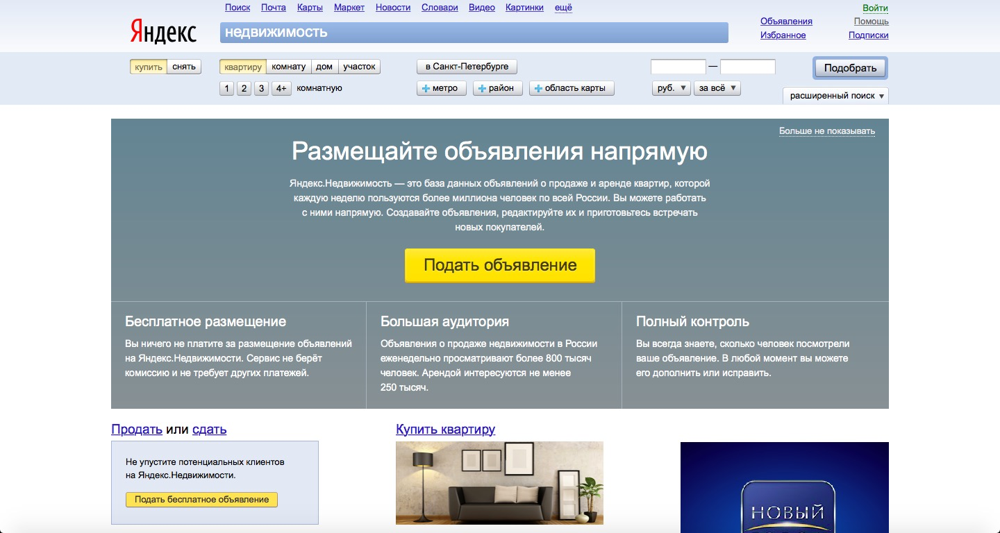 Поиск Почта Карты Маркет Новости Словари Видео Картинки ещё
Войти
Яндекс
недвижимость
Объявления Помощь
Избранное Подписки
купить снять квартиру комнату дом участок в Санкт-Петербурге — Подобрать
1 2 3 4+ комнатную метро район область карты руб. за всё
расширенный поиск
Больше не показывать
Размещайте объявления напрямую
Яндекс.Недвижимость — это база данных объявлений о продаже и аренде квартир, которой
каждую неделю пользуются более миллиона человек по всей России. Вы можете работать
с ними напрямую. Создавайте объявления, редактируйте их и приготовьтесь встречать
новых покупателей.
Подать объявление
Бесплатное размещение
Вы ничего не платите за размещение объявлений
на Яндекс.Недвижимости. Сервис не берёт
комиссию и не требует других платежей.
Большая аудитория
Объявления о продаже недвижимости в России
еженедельно просматривают более 800 тысяч
человек. Арендой интересуются не менее
250 тысяч.
Полный контроль
Вы всегда знаете, сколько человек посмотрели
ваше объявление. В любой момент вы можете
его дополнить или исправить.
Продать или сдать
Не упустите потенциальных клиентов
на Яндекс.Недвижимости.
Подать бесплатное объявление
Купить квартиру
НОВЫЙ